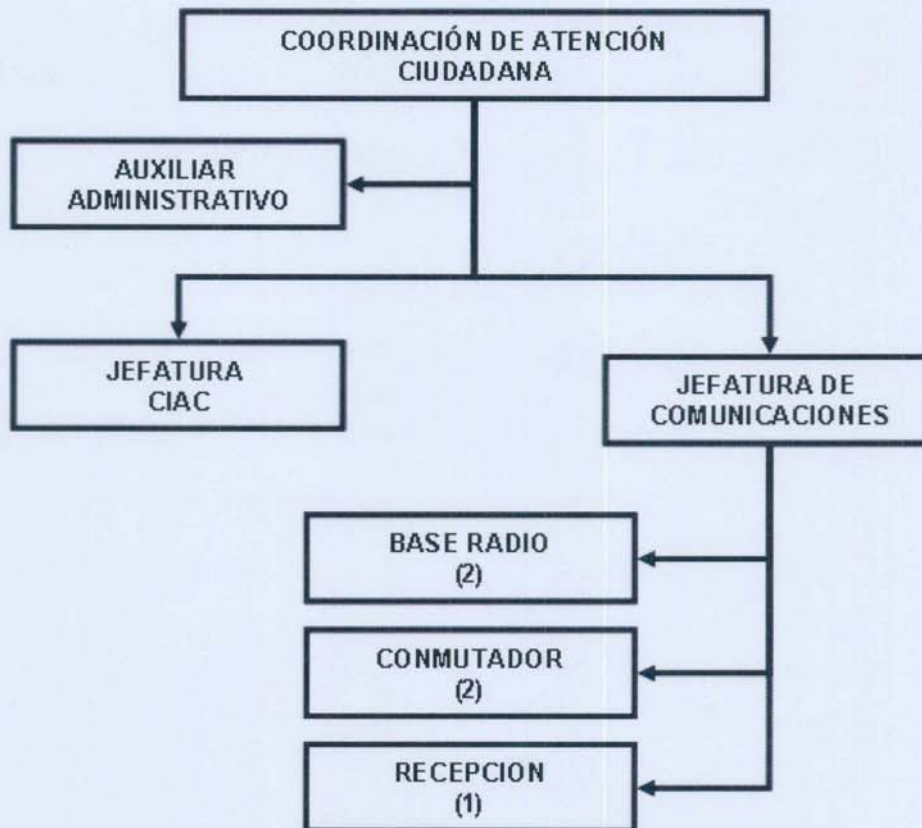 COORDINACIÓN DE ATENCIÓN
CIUDADANA
AUXILIAR
ADMINISTRATIVO
JEFATURA
CIAC
JEFATURA DE
COMUNICACIONES
BASE RADIO
(2)
CONMUTADOR
(2)
RECEPCION
(1)